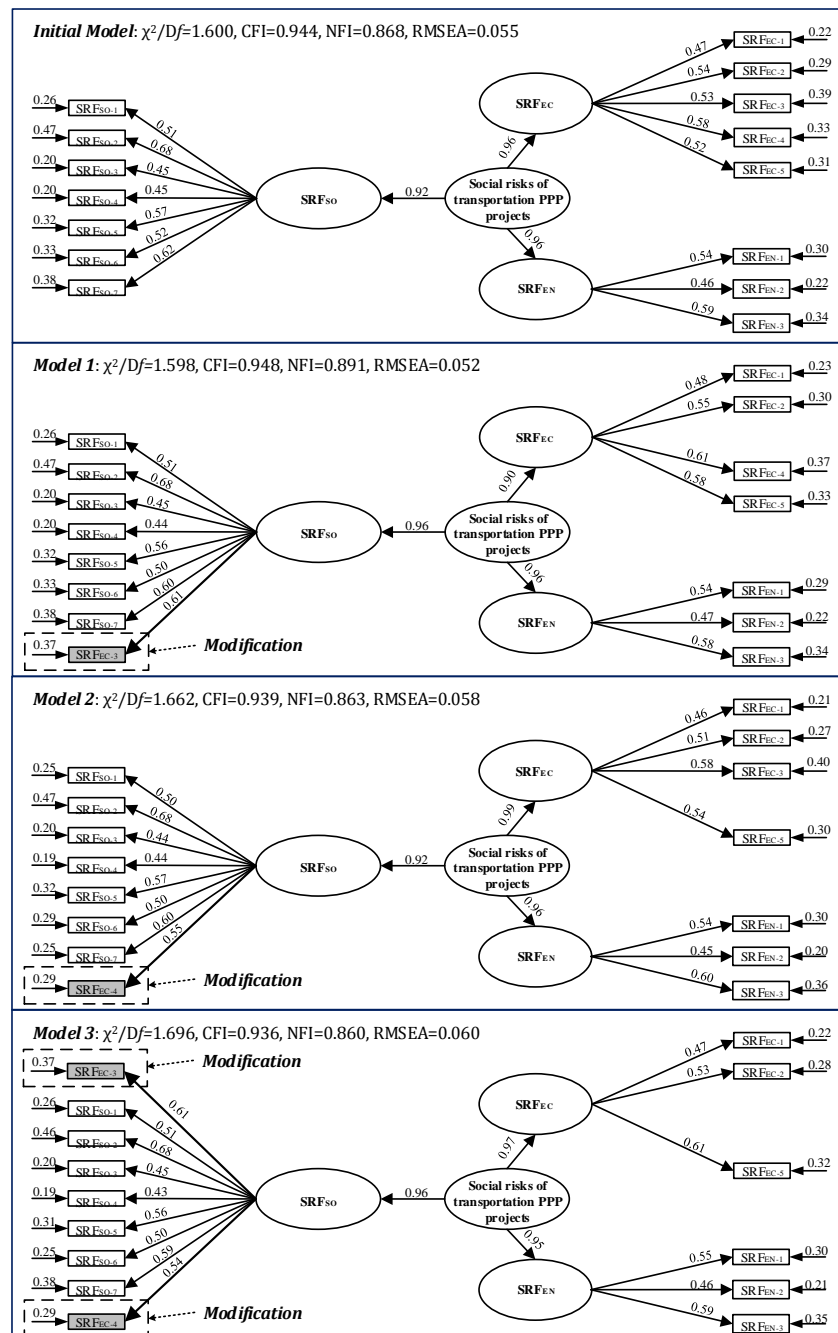 Initial Model: χ²/Df=1.600, CFI=0.944, NFI=0.868, RMSEA=0.055
0.26 SRFSO-1 0.51
0.47 SRFSO-2 0.68
0.20 SRFSO-3 0.45
0.20 SRFSO-4 0.45
0.32 SRFSO-5 0.57
0.33 SRFSO-6 0.52
0.38 SRFSO-7 0.62
SRFSO
0.92
Social risks of
transportation PPP
projects
0.96
SRFEC
0.47 SRFEC-1 0.22
0.54 SRFEC-2 0.29
0.53 SRFEC-3 0.39
0.58 SRFEC-4 0.33
0.52 SRFEC-5 0.31
0.96
SRFEN
0.54 SRFEN-1 0.30
0.46 SRFEN-2 0.22
0.59 SRFEN-3 0.34
Model 1: χ²/Df=1.598, CFI=0.948, NFI=0.891, RMSEA=0.052
0.26 SRFSO-1 0.51
0.47 SRFSO-2 0.68
0.20 SRFSO-3 0.45
0.20 SRFSO-4 0.44
0.32 SRFSO-5 0.56
0.33 SRFSO-6 0.50
0.38 SRFSO-7 0.60
0.37 SRFEC-3 0.61
Modification
SRFSO
0.96
Social risks of
transportation PPP
projects
0.90
SRFEC
0.48 SRFEC-1 0.23
0.55 SRFEC-2 0.30
0.61 SRFEC-4 0.37
0.58 SRFEC-5 0.33
0.96
SRFEN
0.54 SRFEN-1 0.29
0.47 SRFEN-2 0.22
0.58 SRFEN-3 0.34
Model 2: χ²/Df=1.662, CFI=0.939, NFI=0.863, RMSEA=0.058
0.25 SRFSO-1 0.50
0.47 SRFSO-2 0.68
0.20 SRFSO-3 0.44
0.19 SRFSO-4 0.44
0.32 SRFSO-5 0.57
0.29 SRFSO-6 0.50
0.25 SRFSO-7 0.60
0.29 SRFEC-4 0.55
Modification
SRFSO
0.92
Social risks of
transportation PPP
projects
0.99
SRFEC
0.46 SRFEC-1 0.21
0.51 SRFEC-2 0.27
0.58 SRFEC-3 0.40
0.54 SRFEC-5 0.30
0.96
SRFEN
0.54 SRFEN-1 0.30
0.45 SRFEN-2 0.20
0.60 SRFEN-3 0.36
Model 3: χ²/Df=1.696, CFI=0.936, NFI=0.860, RMSEA=0.060
Modification
0.37 SRFEC-3 0.61
0.26 SRFSO-1 0.51
0.46 SRFSO-2 0.68
0.20 SRFSO-3 0.45
0.19 SRFSO-4 0.43
0.31 SRFSO-5 0.56
0.25 SRFSO-6 0.50
0.38 SRFSO-7 0.59
0.29 SRFEC-4 0.54
Modification
SRFSO
0.96
Social risks of
transportation PPP
projects
0.97
SRFEC
0.47 SRFEC-1 0.22
0.53 SRFEC-2 0.28
0.61 SRFEC-5 0.32
0.95
SRFEN
0.55 SRFEN-1 0.30
0.46 SRFEN-2 0.21
0.59 SRFEN-3 0.35